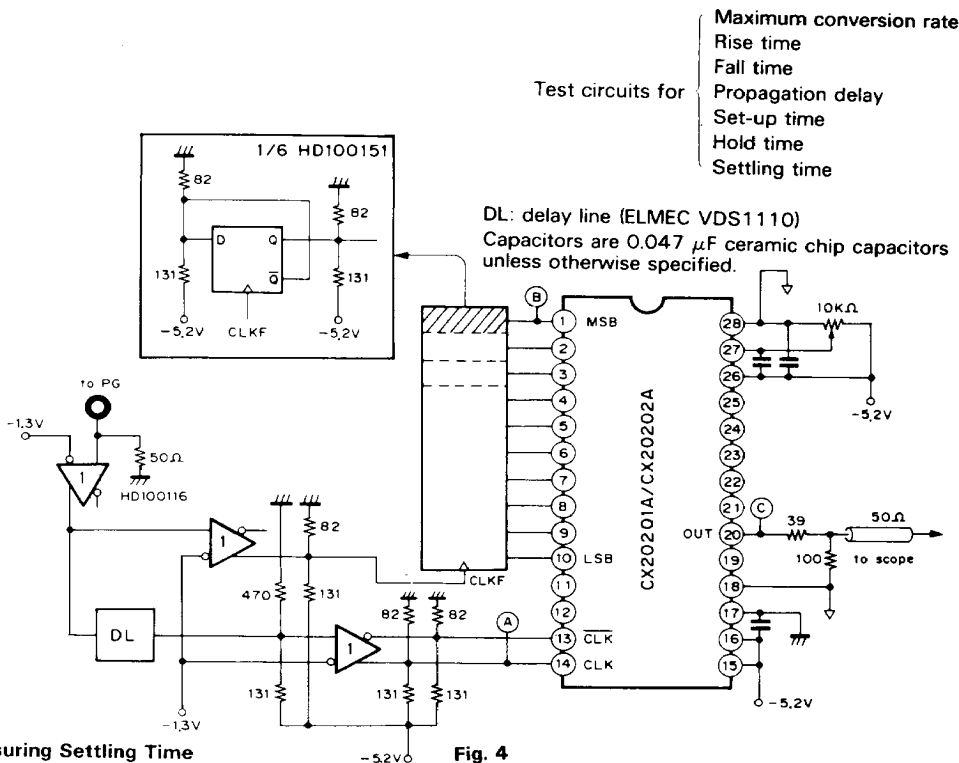 Maximum conversion rate
Rise time
Fall time
Test circuits for
Propagation delay
Set-up time
Hold time
Settling time
1/6 HD100151
82
82
D
Q
Q̅
131
131
-5.2V
CLKF
-5.2V
DL: delay line (ELMEC VDS1110)
Capacitors are 0.047 μF ceramic chip capacitors
unless otherwise specified.
to PG
-1.3V
1
50Ω
HD100116
1
82
470
131
DL
1
82
82
A
131
131
131
-1.3V
-5.2V
CLKF
B
1 MSB
2
3
4
5
6
7
8
9
10 LSB
11
12
13 C̅L̅K̅
14 CLK
CX20201A/CX20202A
28
27
26
25
24
23
22
21
OUT 20
19
18
17
16
15
10KΩ
-5.2V
C
39
50Ω
100
to scope
-5.2V
suring Settling Time
Fig. 4